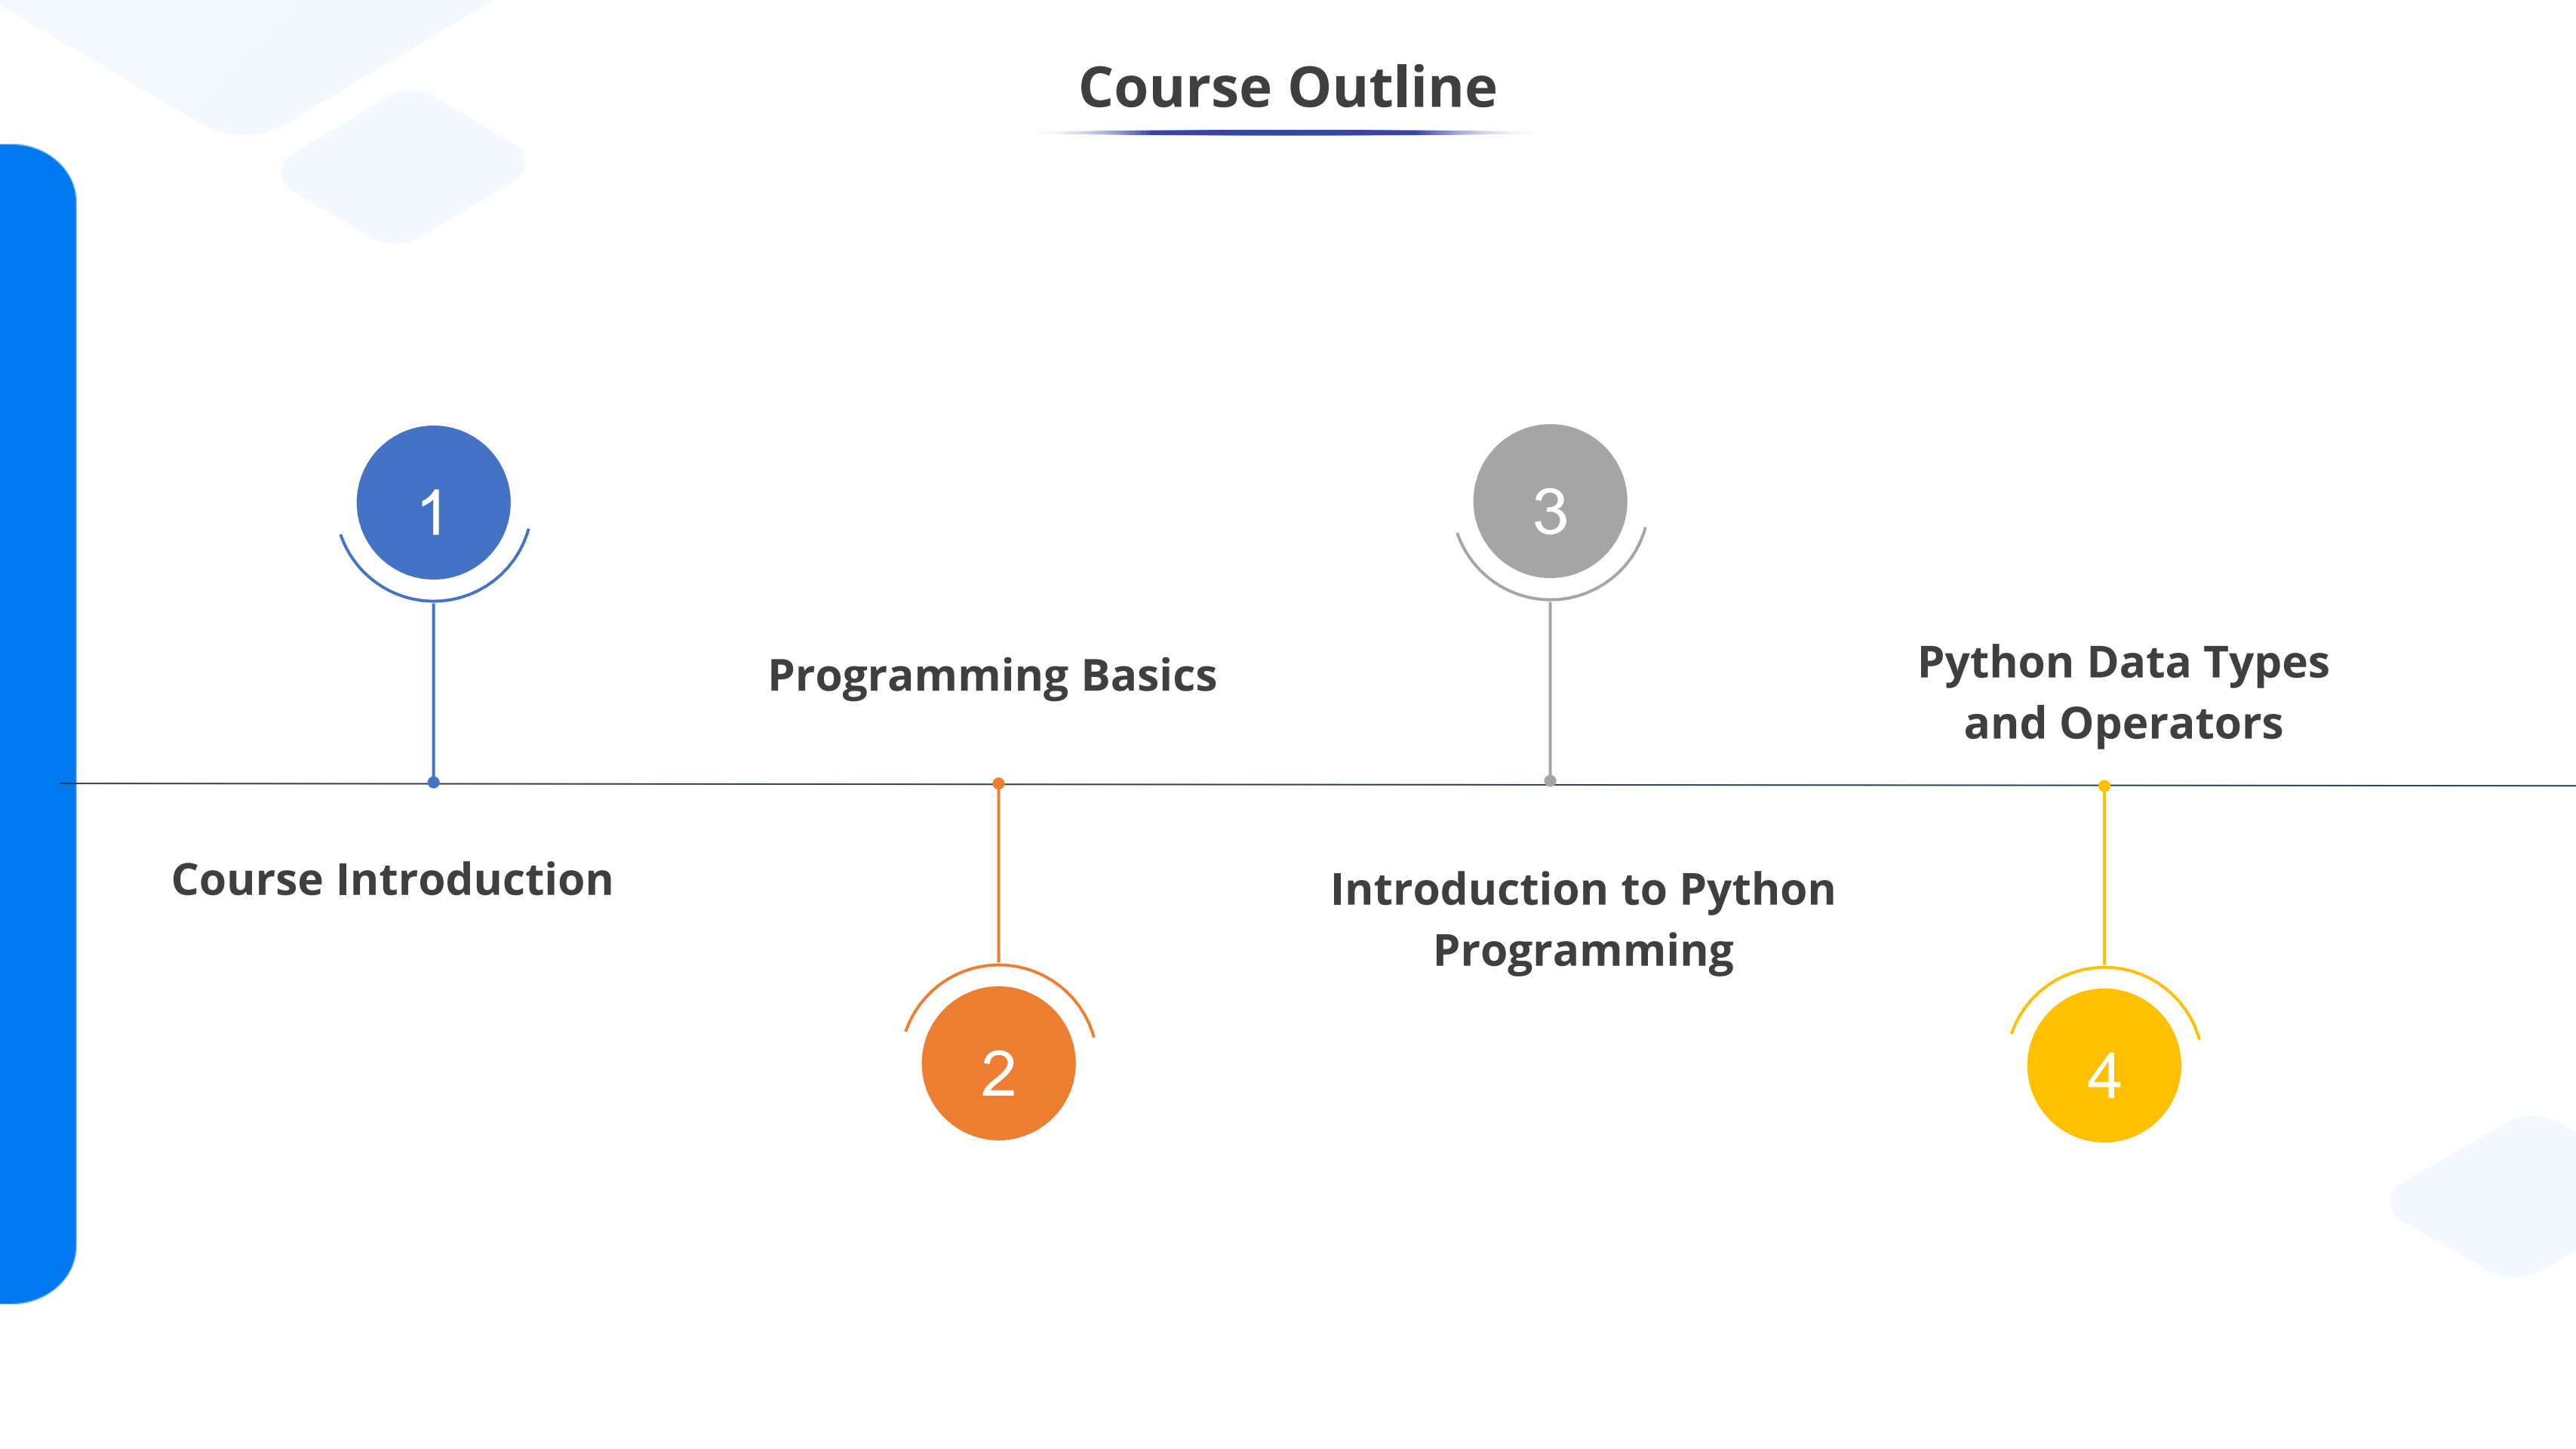 Course Outline
1
Course Introduction
Programming Basics
2
3
Introduction to Python
Programming
Python Data Types
and Operators
4